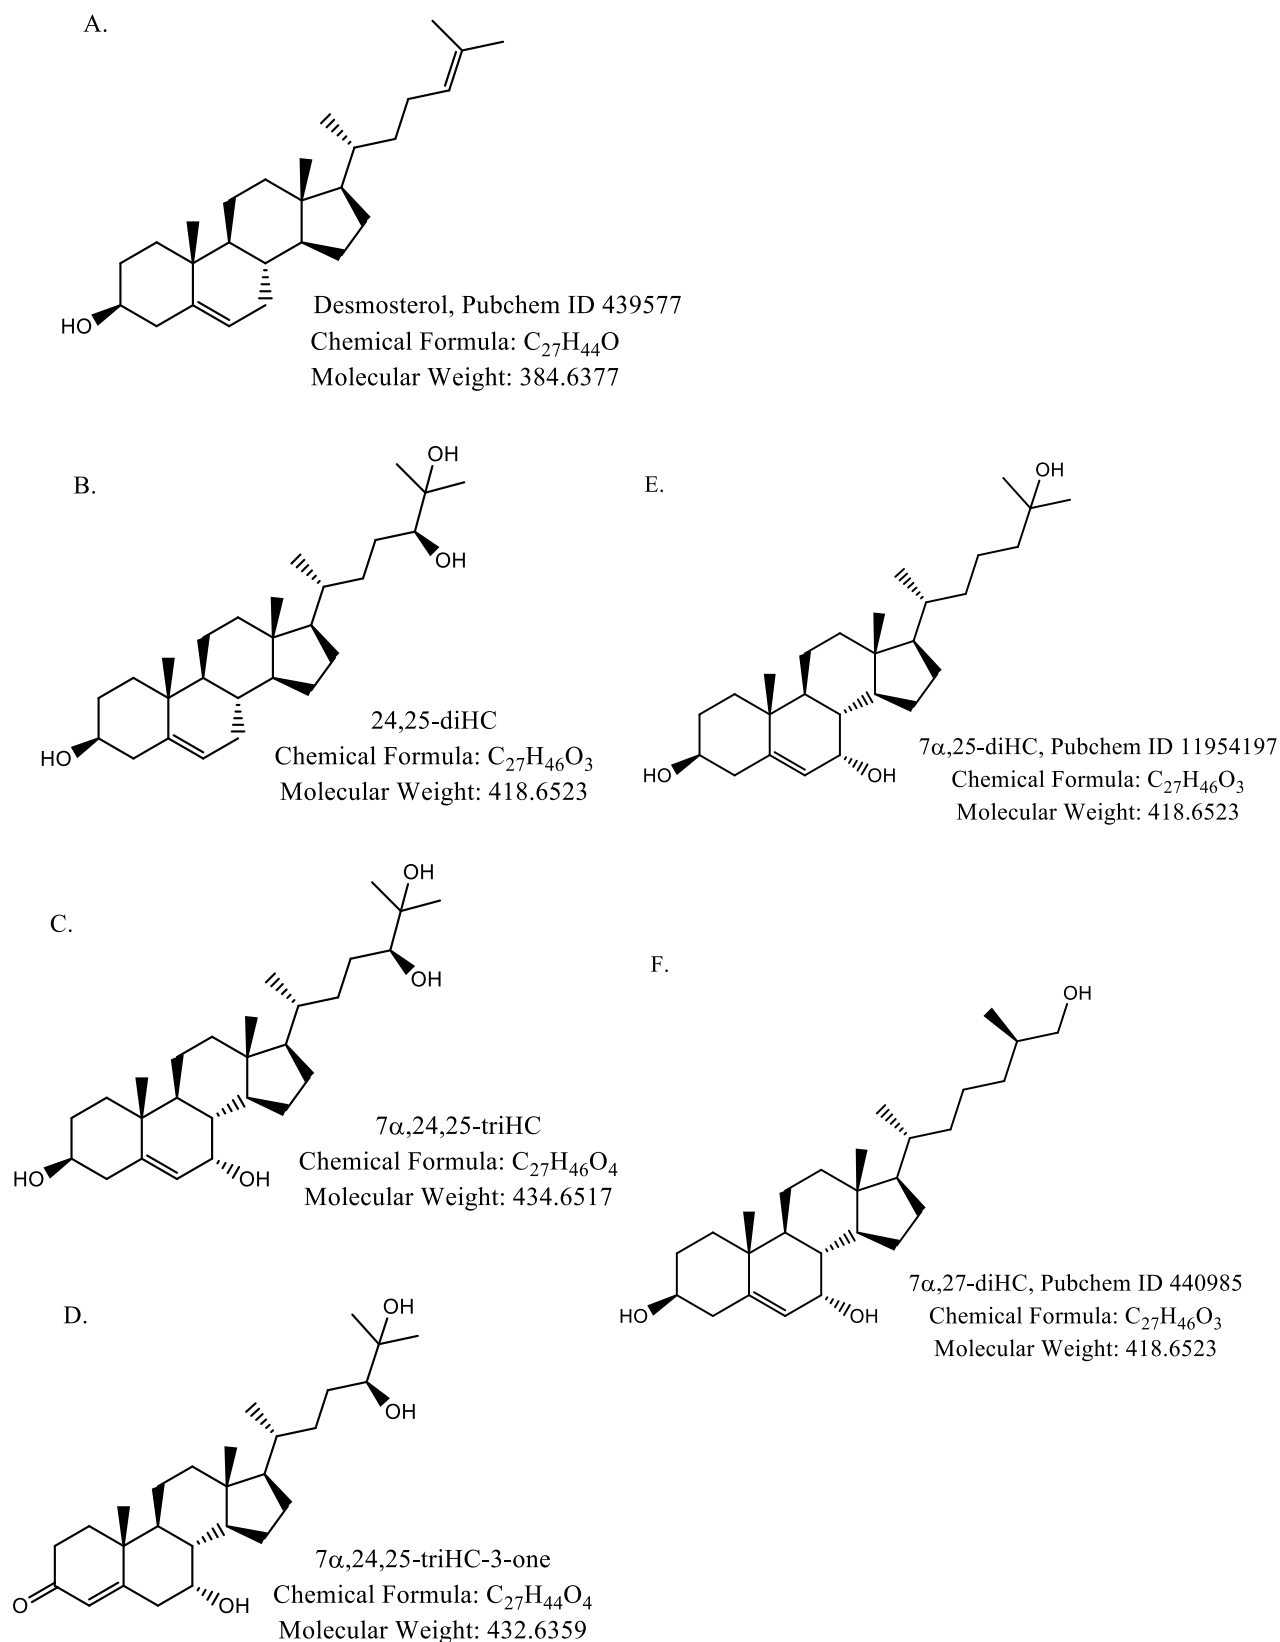 A.
HO
Desmosterol, Pubchem ID 439577
Chemical Formula: C₂₇H₄₄O
Molecular Weight: 384.6377
B.
OH
OH
HO
24,25-diHC
Chemical Formula: C₂₇H₄₆O₃
Molecular Weight: 418.6523
E.
OH
HO
OH
7α,25-diHC, Pubchem ID 11954197
Chemical Formula: C₂₇H₄₆O₃
Molecular Weight: 418.6523
C.
OH
OH
HO
OH
7α,24,25-triHC
Chemical Formula: C₂₇H₄₆O₄
Molecular Weight: 434.6517
F.
OH
HO
OH
7α,27-diHC, Pubchem ID 440985
Chemical Formula: C₂₇H₄₆O₃
Molecular Weight: 418.6523
D.
OH
OH
O
OH
7α,24,25-triHC-3-one
Chemical Formula: C₂₇H₄₄O₄
Molecular Weight: 432.6359